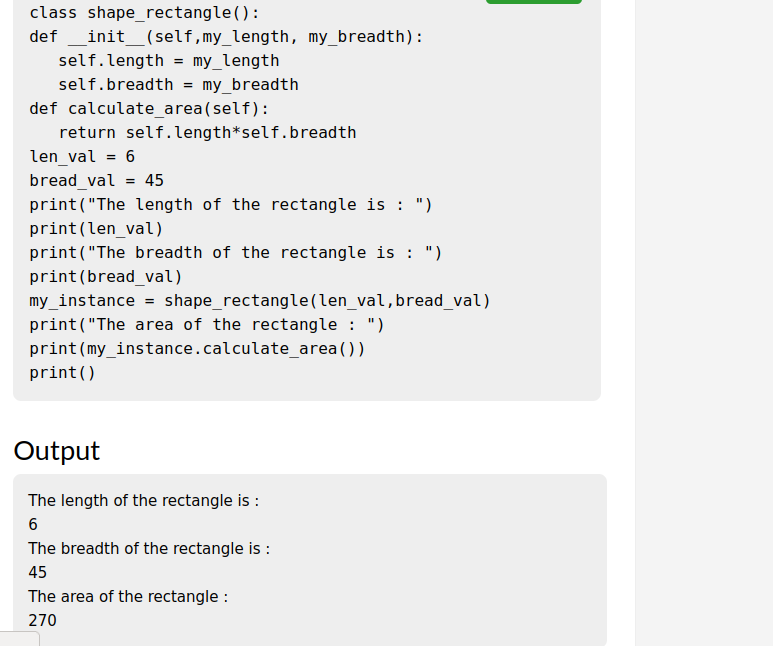 class shape_rectangle():
def __init__(self,my_length, my_breadth):
   self.length = my_length
   self.breadth = my_breadth
def calculate_area(self):
   return self.length*self.breadth
len_val = 6
bread_val = 45
print("The length of the rectangle is : ")
print(len_val)
print("The breadth of the rectangle is : ")
print(bread_val)
my_instance = shape_rectangle(len_val,bread_val)
print("The area of the rectangle : ")
print(my_instance.calculate_area())
print()
Output
The length of the rectangle is :
6
The breadth of the rectangle is :
45
The area of the rectangle :
270